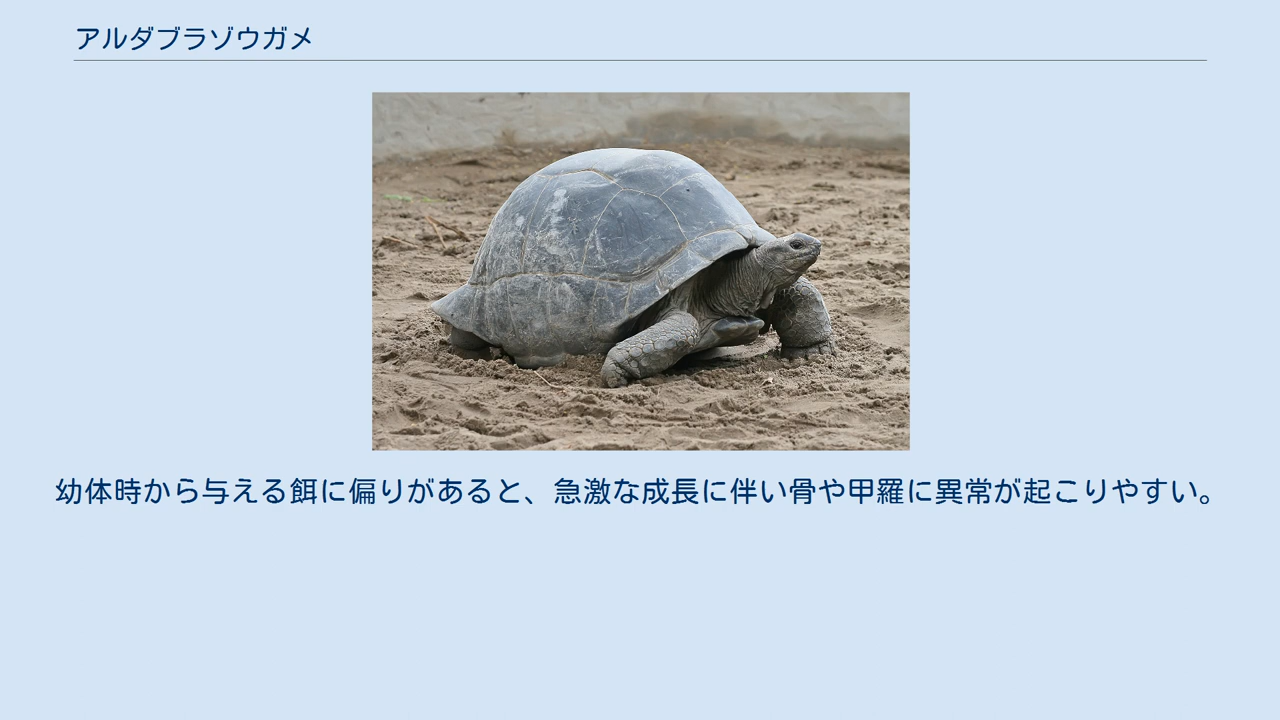 アルダブラゾウガメ
幼体時から与える餌に偏りがあると、急激な成長に伴い骨や甲羅に異常が起こりやすい。